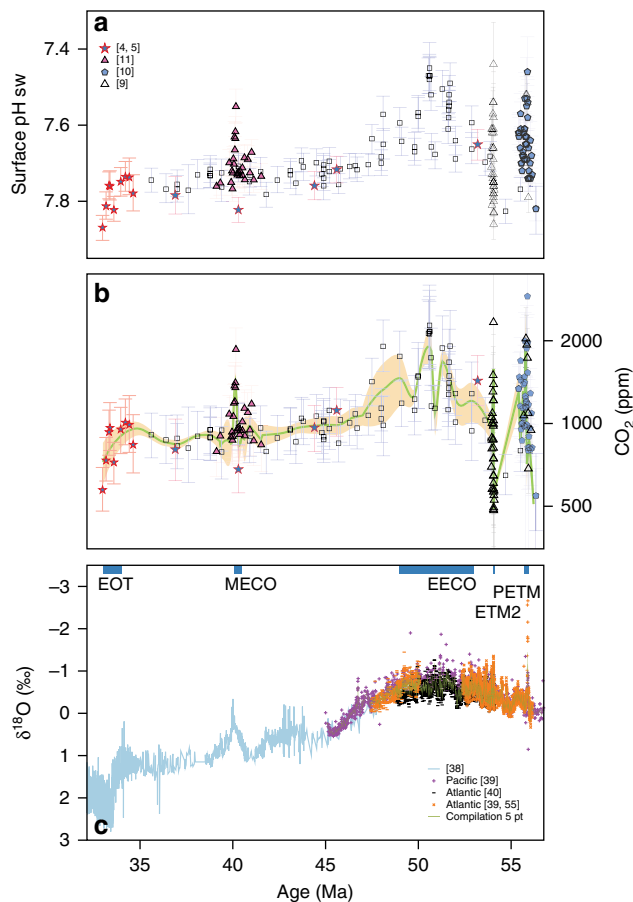 a
Surface pH sw
7.4
7.6
7.8
[4, 5]
[11]
[10]
[9]
b
CO2 (ppm)
2000
1000
500
EOT
MECO
EECO
ETM2
PETM
δ18O (‰)
−3
−2
−1
0
1
2
3
c
[38]
Pacific [39]
Atlantic [40]
Atlantic [39, 55]
Compilation 5 pt
35 40 45 50 55
Age (Ma)